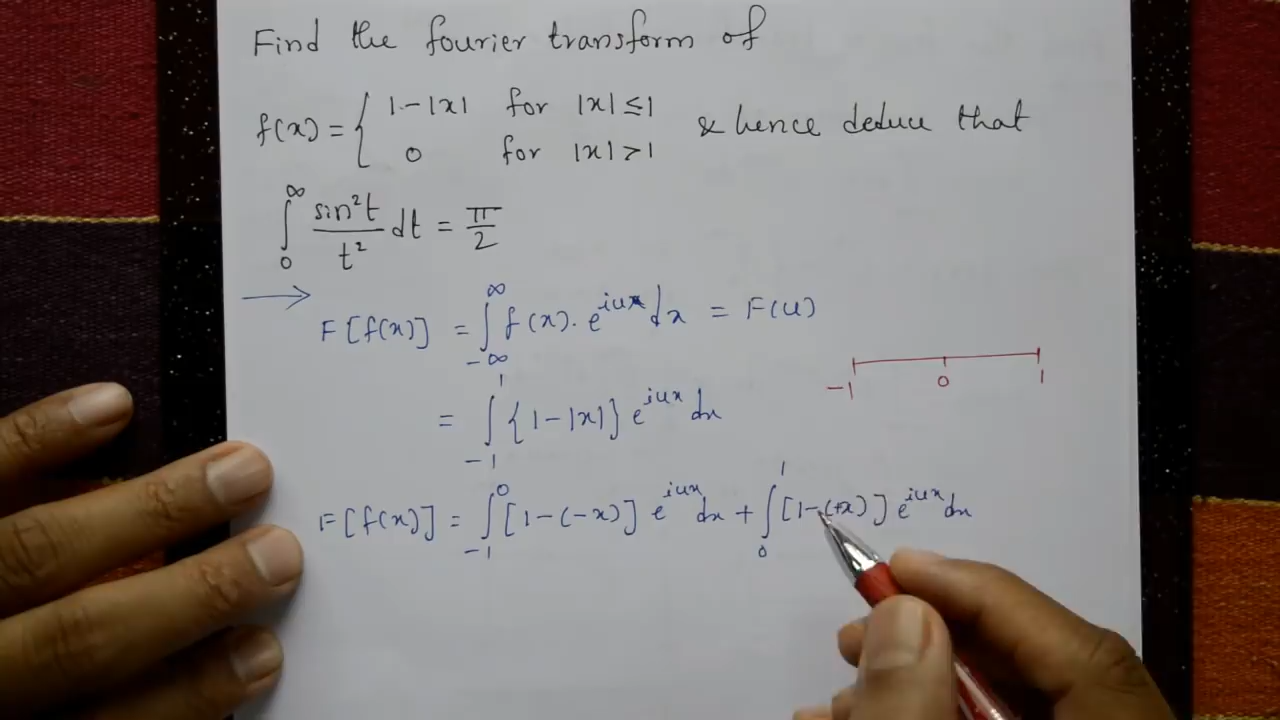 Find the fourier transform of
f(x) = { 1-|x| for |x| ≤ 1
0 for |x| > 1 & hence deduce that
∫₀^∞ sin²t / t² dt = π/2
→ F[f(x)] = ∫_{-∞}^{∞} f(x). e^{iux} dx = F(u)
= ∫_{-1}^{1} {1-|x|} e^{iux} dx
-1 0 1
F[f(x)] = ∫_{-1}^{0} [1-(-x)] e^{iux} dx + ∫_{0}^{1} [1-(+x)] e^{iux} dx